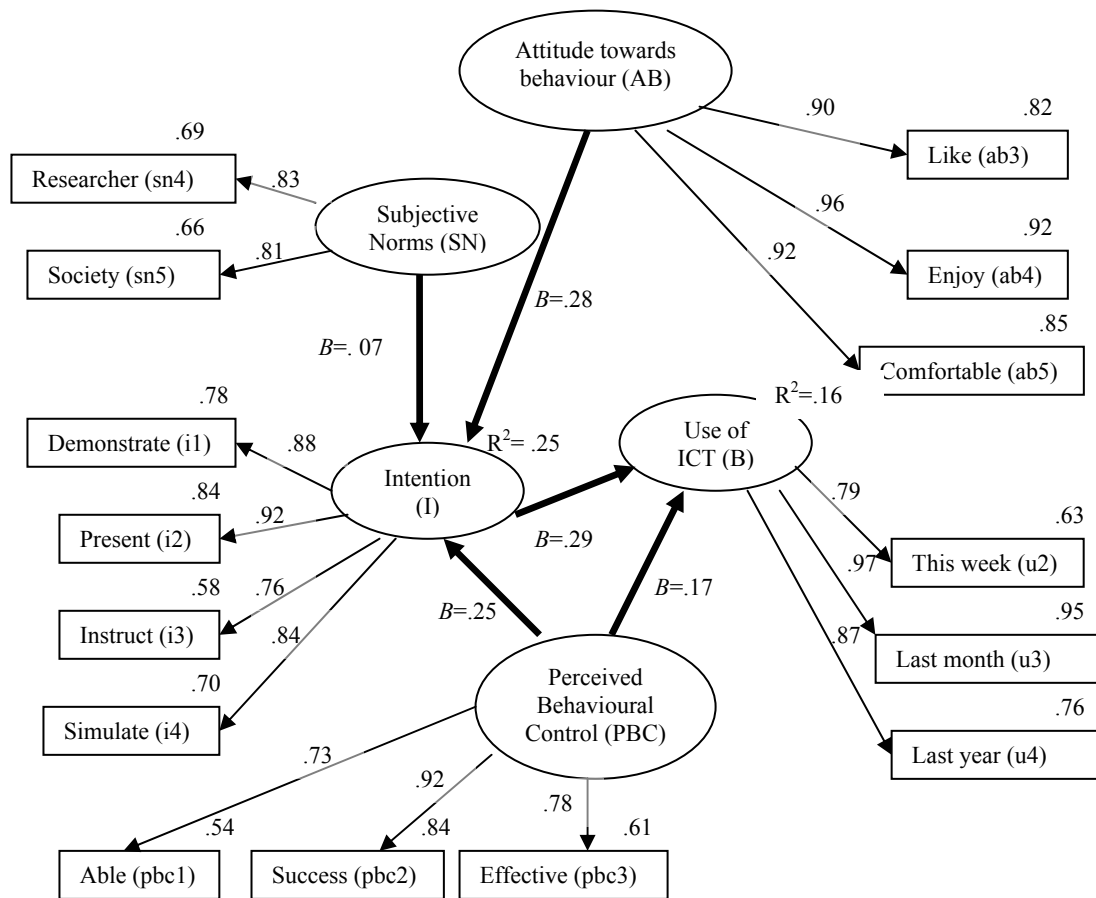 Attitude towards
behaviour (AB)
.90
.82
Like (ab3)
.69
Researcher (sn4)
.83
Subjective
Norms (SN)
.96
.92
Enjoy (ab4)
.66
Society (sn5)
.81
.92
B=.28
.85
Comfortable (ab5)
B=. 07
R²=.16
.78
Demonstrate (i1)
.88
R²= .25
Use of
ICT (B)
Intention
(I)
.84
Present (i2)
.92
.79
.63
This week (u2)
B=.29
.97
.58
Instruct (i3)
.76
B=.25
B=.17
.95
Last month (u3)
.84
.87
.70
Simulate (i4)
Perceived
Behavioural
Control (PBC)
.76
Last year (u4)
.73
.92
.78
.54
.84
.61
Able (pbc1)
Success (pbc2)
Effective (pbc3)